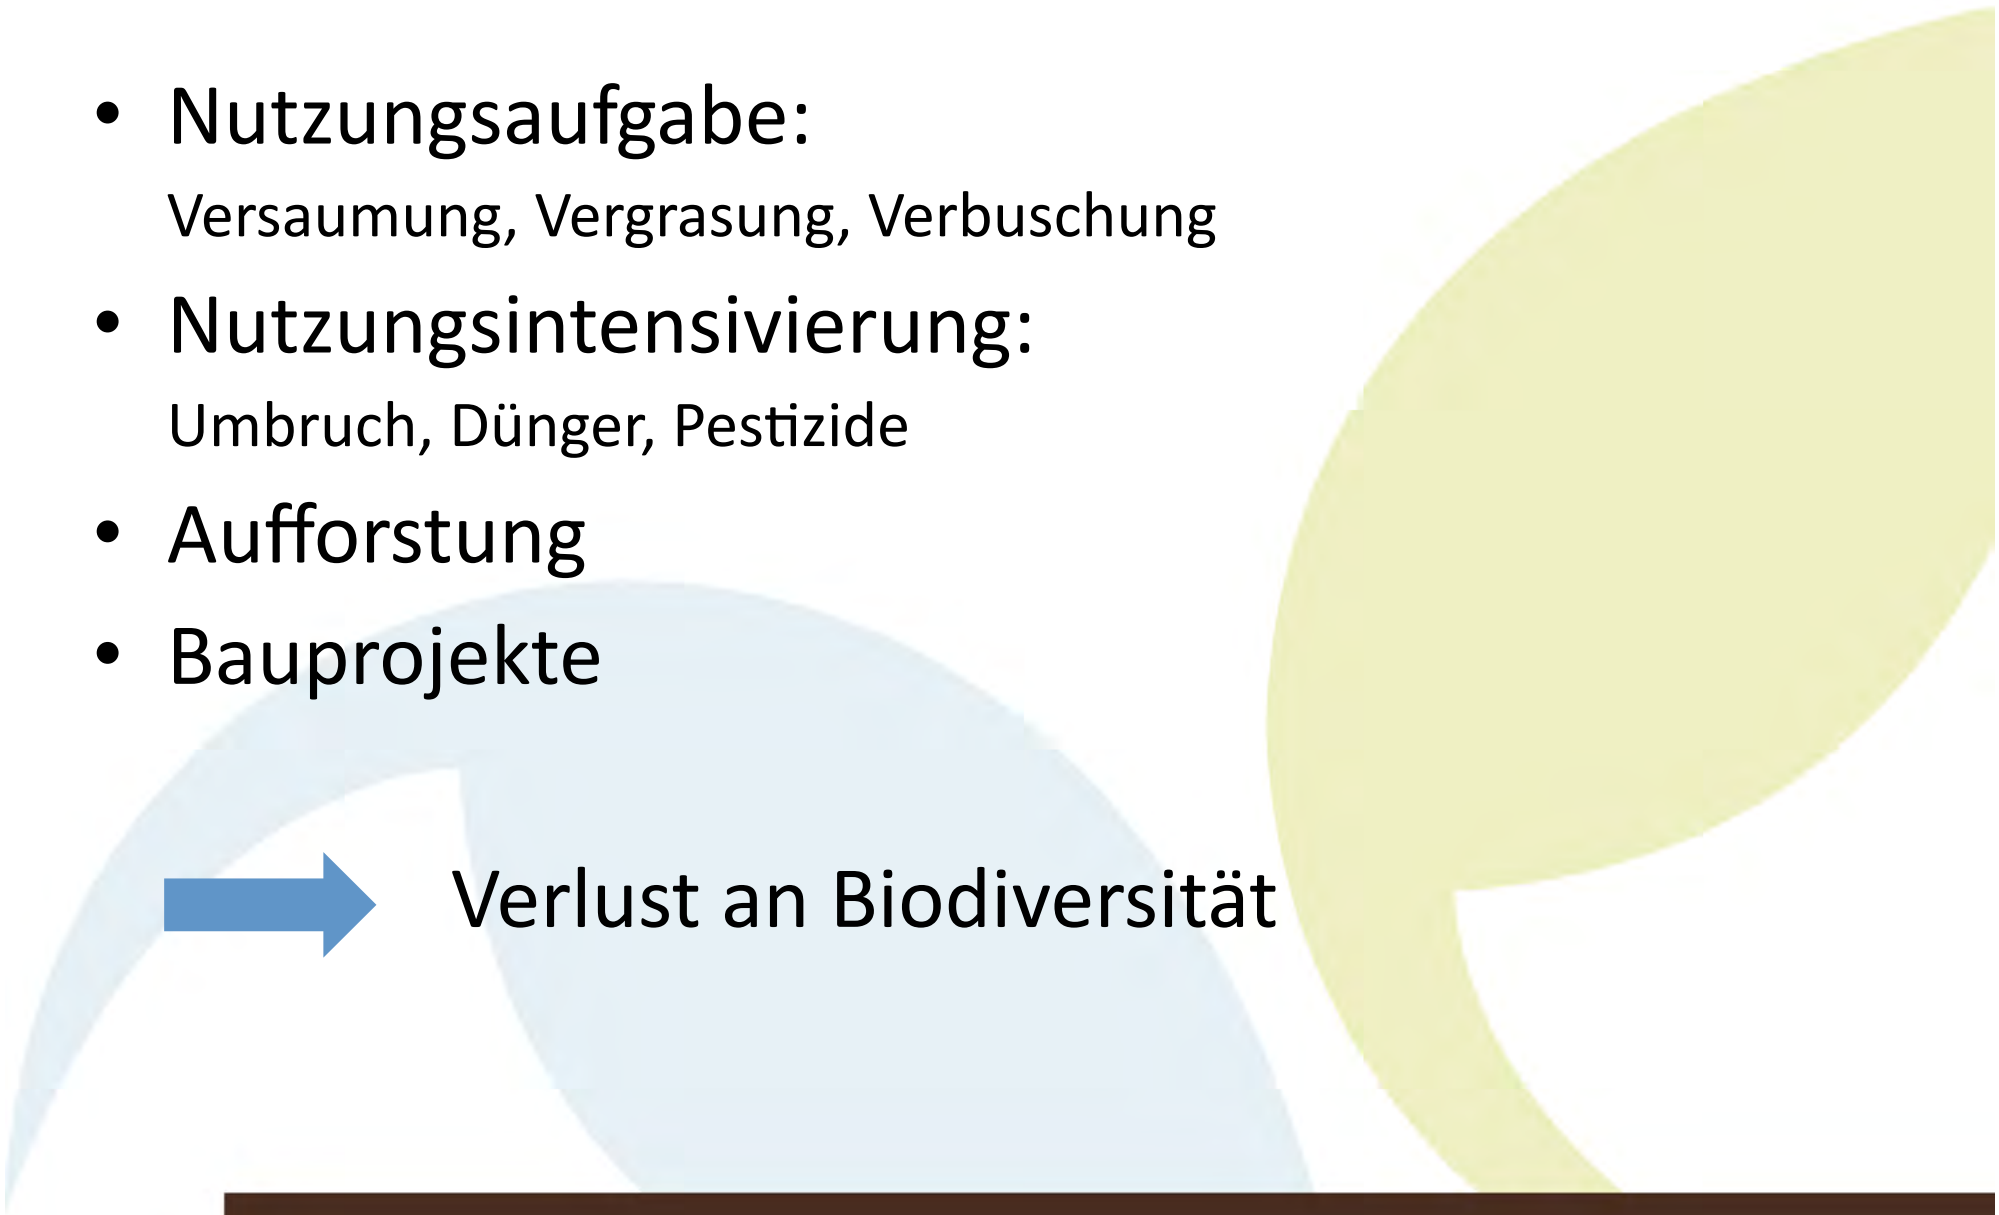 • Nutzungsaufgabe:
Versaumung, Vergrasung, Verbuschung
• Nutzungsintensivierung:
Umbruch, Dünger, Pestizide
• Aufforstung
• Bauprojekte
Verlust an Biodiversität